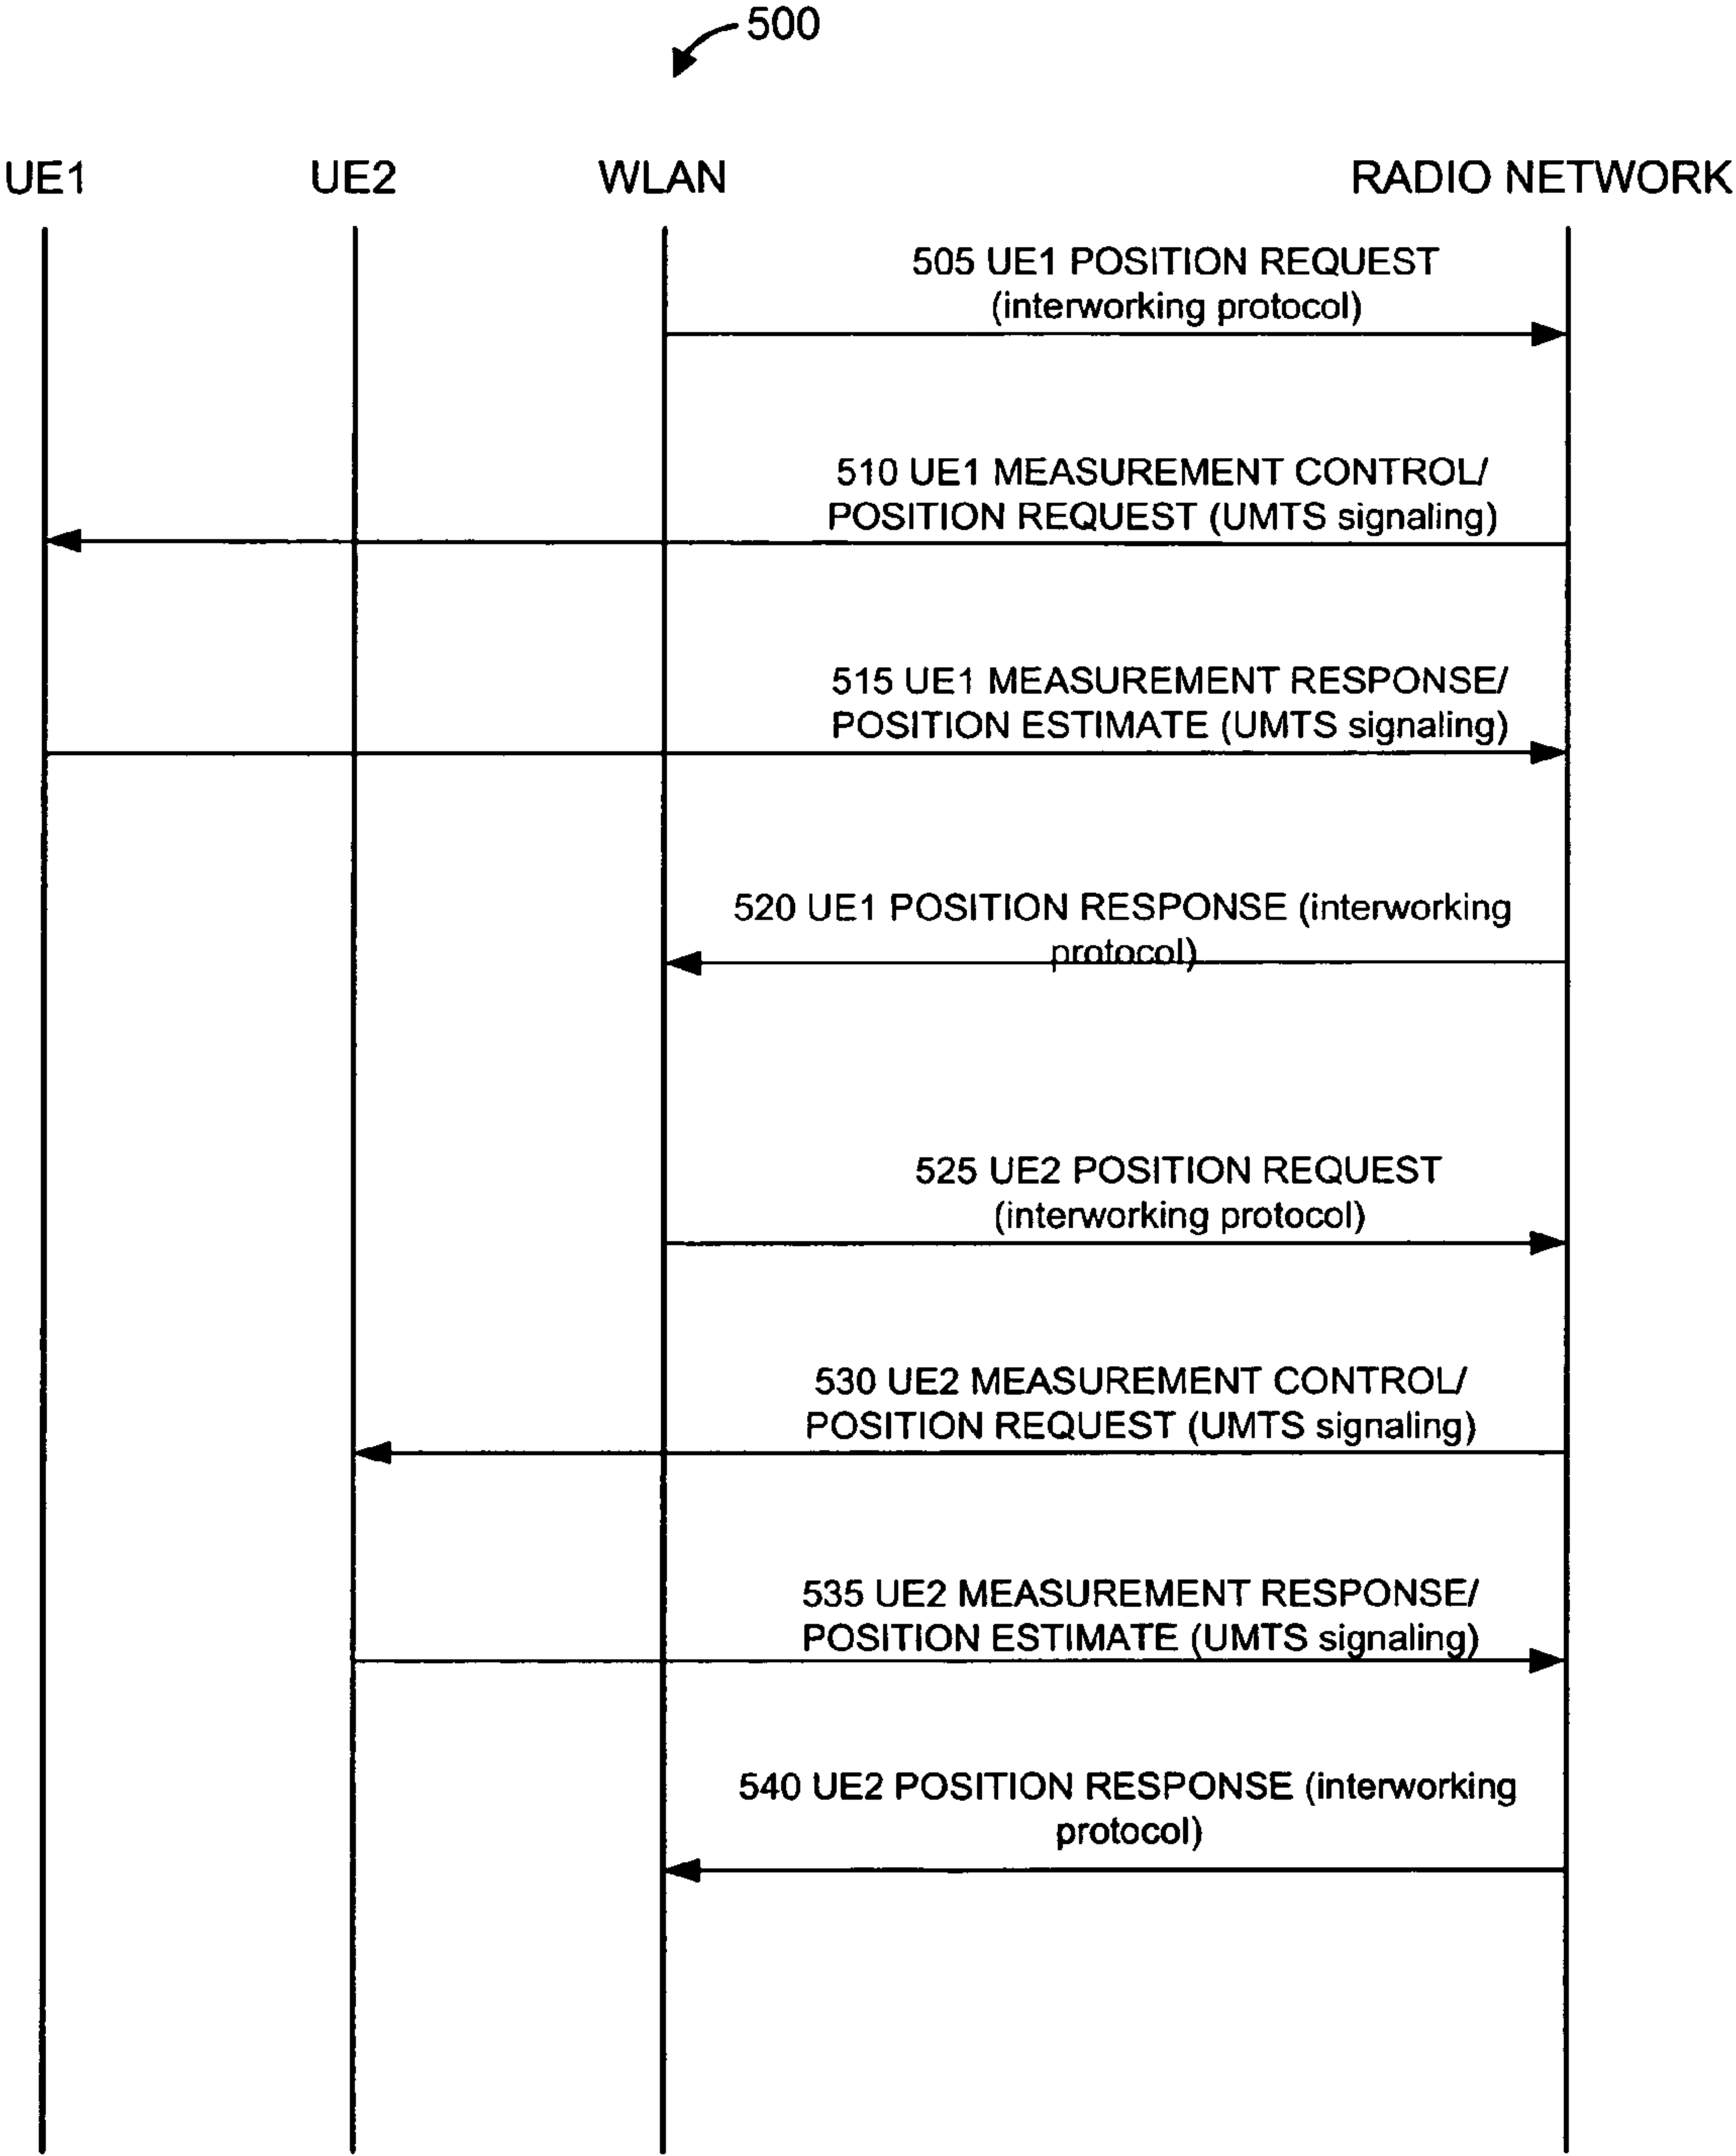 500
UE1
UE2
WLAN
RADIO NETWORK
505 UE1 POSITION REQUEST
(interworking protocol)
510 UE1 MEASUREMENT CONTROL/
POSITION REQUEST (UMTS signaling)
515 UE1 MEASUREMENT RESPONSE/
POSITION ESTIMATE (UMTS signaling)
520 UE1 POSITION RESPONSE (interworking
protocol)
525 UE2 POSITION REQUEST
(interworking protocol)
530 UE2 MEASUREMENT CONTROL/
POSITION REQUEST (UMTS signaling)
535 UE2 MEASUREMENT RESPONSE/
POSITION ESTIMATE (UMTS signaling)
540 UE2 POSITION RESPONSE (interworking
protocol)